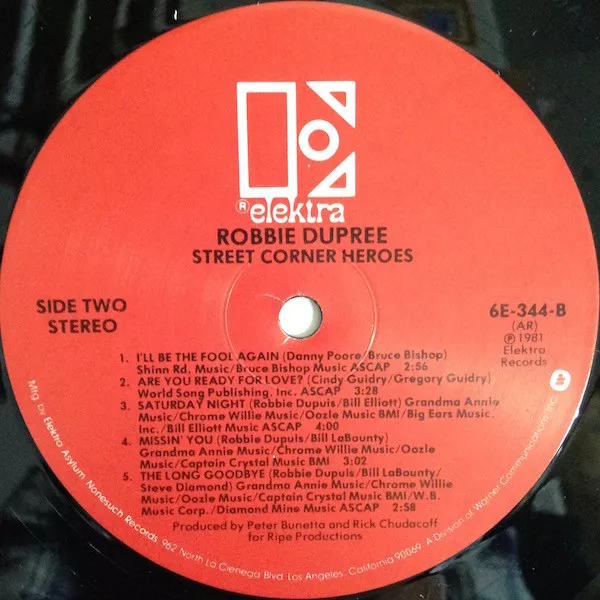 ® elektra
ROBBIE DUPREE
STREET CORNER HEROES
SIDE TWO
STEREO
6E-344-B
(AR)
℗ 1981
Elektra
Records
1. I'LL BE THE FOOL AGAIN (Danny Poore/Bruce Bishop)
Shinn Rd. Music/Bruce Bishop Music ASCAP 2:56
2. ARE YOU READY FOR LOVE? (Cindy Guidry/Gregory Guidry)
World Song Publishing, Inc. ASCAP 3:28
3. SATURDAY NIGHT (Robbie Dupuis/Bill Elliott) Grandma Annie
Music/Chrome Willie Music/Oozle Music BMI/Big Ears Music,
Inc./Bill Elliott Music ASCAP 4:00
4. MISSIN' YOU (Robbie Dupuis/Bill LaBounty)
Grandma Annie Music/Chrome Willie Music/Oozle
Music/Captain Crystal Music BMI 3:02
5. THE LONG GOODBYE (Robbie Dupuis/Bill LaBounty/
Steve Diamond) Grandma Annie Music/Chrome Willie
Music/Oozle Music/Captain Crystal Music BMI/W.B.
Music Corp./Diamond Mine Music ASCAP 2:58
Produced by Peter Bunetta and Rick Chudacoff
for Ripe Productions
Mfg. by Elektra/Asylum/Nonesuch Records, 962 North La Cienega Blvd. Los Angeles, California 90069. A Division of Warner Communications Inc.